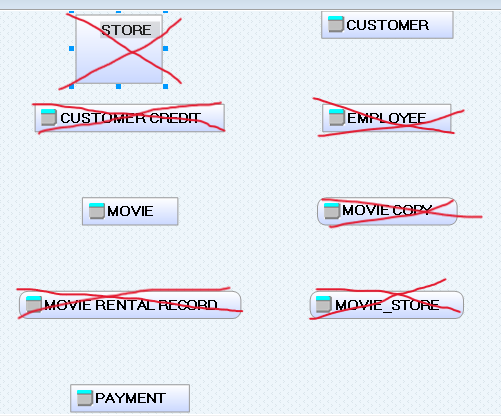 STORE
CUSTOMER
CUSTOMER CREDIT
EMPLOYEE
MOVIE
MOVIE COPY
MOVIE RENTAL RECORD
MOVIE_STORE
PAYMENT